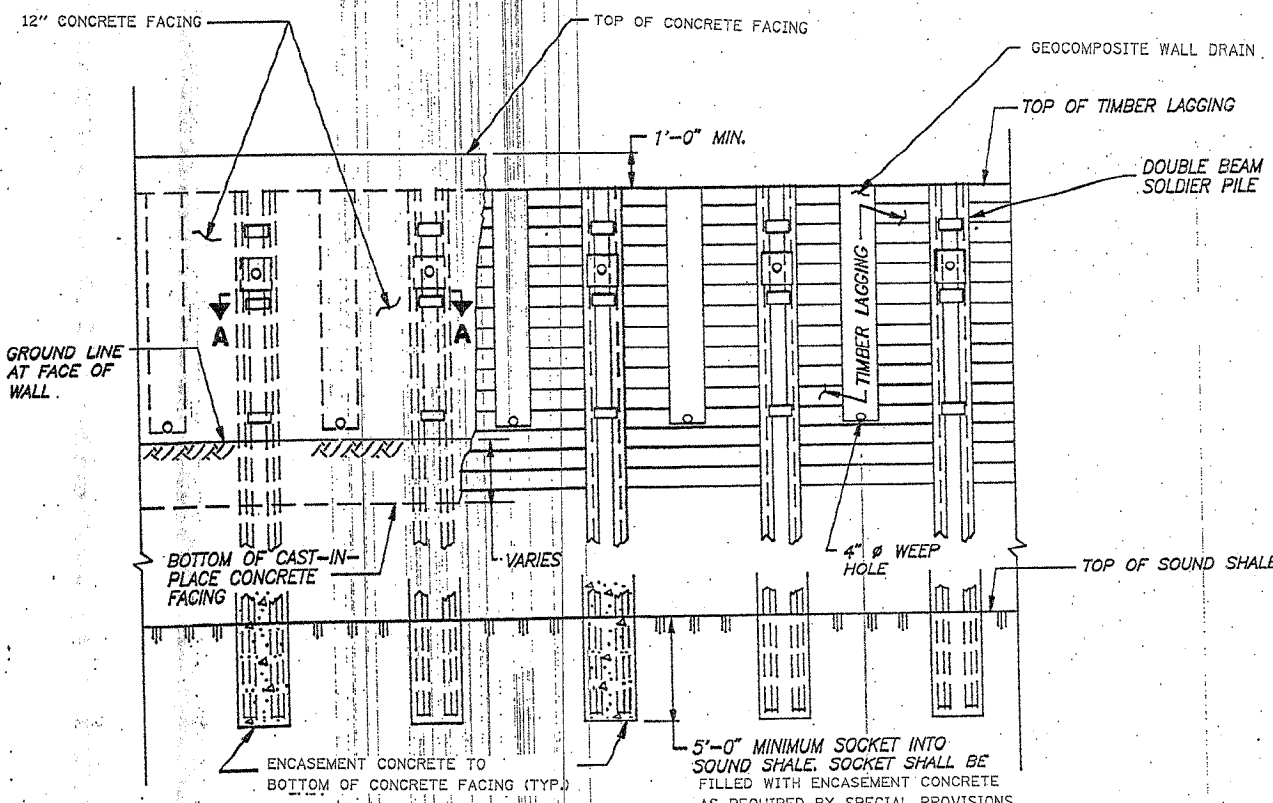 12" CONCRETE FACING
TOP OF CONCRETE FACING
GEOCOMPOSITE WALL DRAIN
TOP OF TIMBER LAGGING
1'-0" MIN.
DOUBLE BEAM
SOLDIER PILE
TIMBER LAGGING
A
A
GROUND LINE
AT FACE OF
WALL
BOTTOM OF CAST-IN-
PLACE CONCRETE
FACING
VARIES
4" Ø WEEP
HOLE
TOP OF SOUND SHALE
ENCASEMENT CONCRETE TO
BOTTOM OF CONCRETE FACING (TYP.)
5'-0" MINIMUM SOCKET INTO
SOUND SHALE. SOCKET SHALL BE
FILLED WITH ENCASEMENT CONCRETE
AS REQUIRED BY SPECIAL PROVISIONS